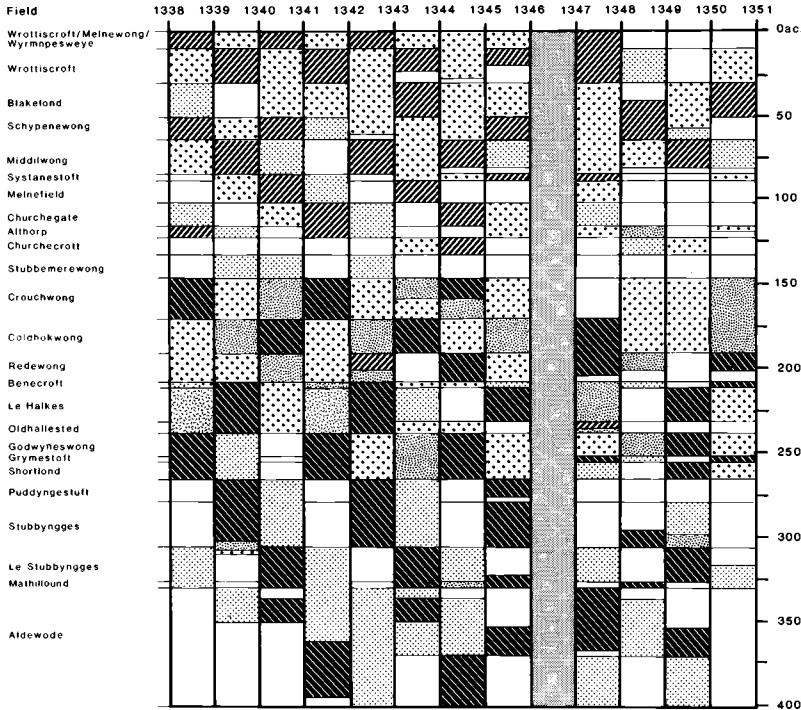 Field 1338 1339 1340 1341 1342 1343 1344 1345 1346 1347 1348 1349 1350 1351
Wrottiscroft/Melnewong/ 0ac.
Wyrmnpesweye
Wrottiscroft
Blakelond
50
Schypenewong
Middilwong
Systanestoft
Melnefield
100
Churchegate
Althorp
Churchecrott
Stubbemerewong
150
Crouchwong
Coldhokwong
Redewong
200
Benecroft
Le Halkes
Oldhallested
Godwyneswong
250
Grymestoft
Shortlond
Puddyngestuft
Stubbyngges
300
Le Stubbyngges
Mathillound
350
Aldewode
400